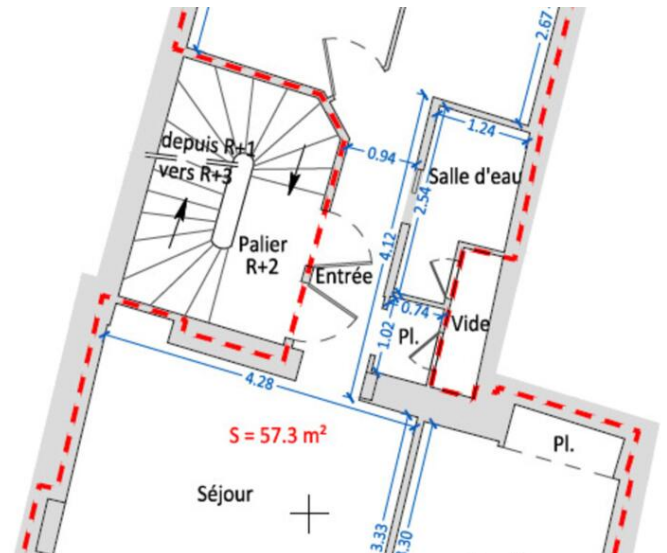 2.67
1.24
depuis R+1
vers R+3
0.94
Salle d'eau
2.54
4.12
Palier
R+2
Entrée
0.74
Vide
1.02
Pl.
4.28
S = 57.3 m²
Pl.
Séjour
3.33
.30